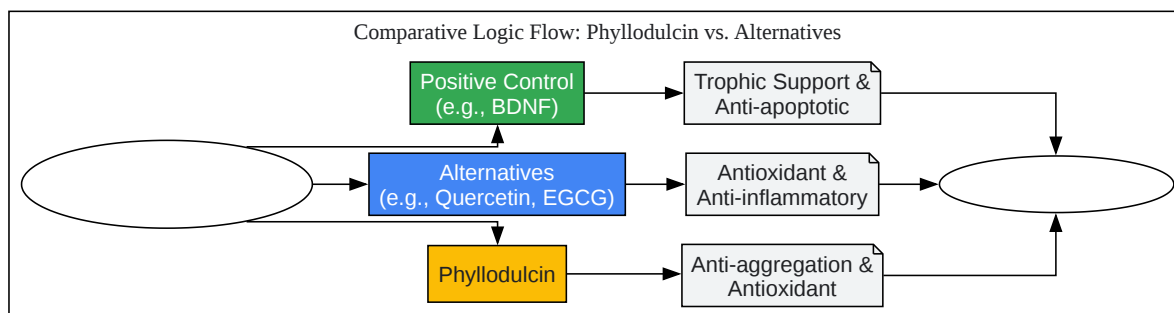 Comparative Logic Flow: Phyllodulcin vs. Alternatives
Positive Control
(e.g., BDNF)
Trophic Support &
Anti-apoptotic
Alternatives
(e.g., Quercetin, EGCG)
Antioxidant &
Anti-inflammatory
Phyllodulcin
Anti-aggregation &
Antioxidant